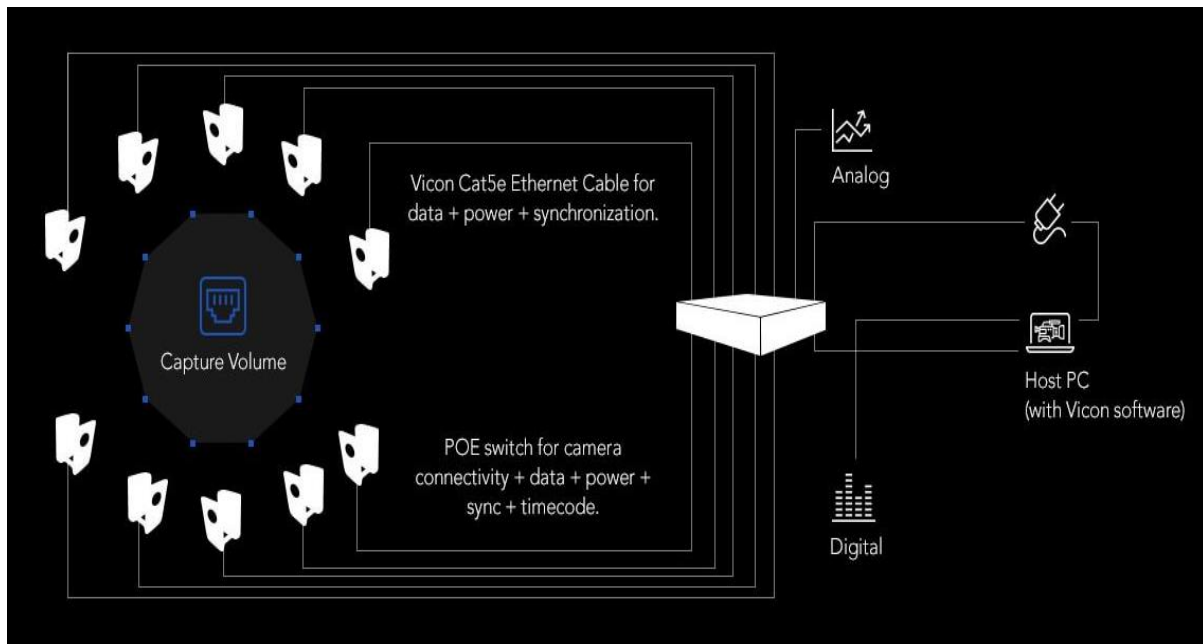 Analog
Vicon Cat5e Ethernet Cable for
data + power + synchronization.
Capture Volume
Host PC
(with Vicon software)
POE switch for camera
connectivity + data + power +
sync + timecode.
Digital